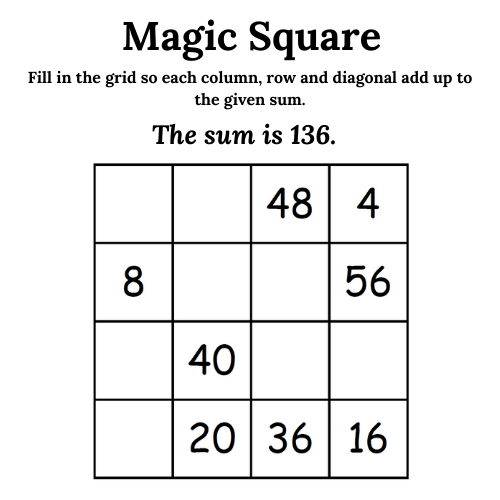 Magic Square
Fill in the grid so each column, row and diagonal add up to
the given sum.
The sum is 136.
48 4
8 56
40
20 36 16